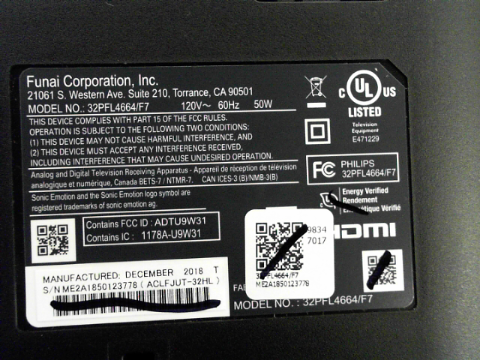 Funai Corporation, Inc.
21061 S. Western Ave. Suite 210, Torrance, CA 90501
MODEL NO.: 32PFL4664/F7 120V~ 60Hz 50W
THIS DEVICE COMPLIES WITH PART 15 OF THE FCC RULES.
OPERATION IS SUBJECT TO THE FOLLOWING TWO CONDITIONS:
(1) THIS DEVICE MAY NOT CAUSE HARMFUL INTERFERENCE, AND
(2) THIS DEVICE MUST ACCEPT ANY INTERFERENCE RECEIVED,
INCLUDING INTERFERENCE THAT MAY CAUSE UNDESIRED OPERATION.
Analog and Digital Television Receiving Apparatus - Appareil de réception de télévision
analogique et numérique, Canada BETS-7 / NTMR-7. CAN ICES-3 (B)/NMB-3(B)
Sonic Emotion and the Sonic Emotion logo symbol are
registered trademarks of sonic emotion ag.
Contains FCC ID : ADTU9W31
Contains IC : 1178A-U9W31
MANUFACTURED: DECEMBER 2018 T
S/N ME2A1850123778 (ACLFJUT-32HL)
C UL US
LISTED
Television
Equipment
E471229
FC
PHILIPS
32PFL4664/F7
Energy Verified
Rendement
Énergétique Vérifié
HDMI
9834
7017
32PFL4664/F7
ME2A1850123778
MODEL NO.: 32PFL4664/F7